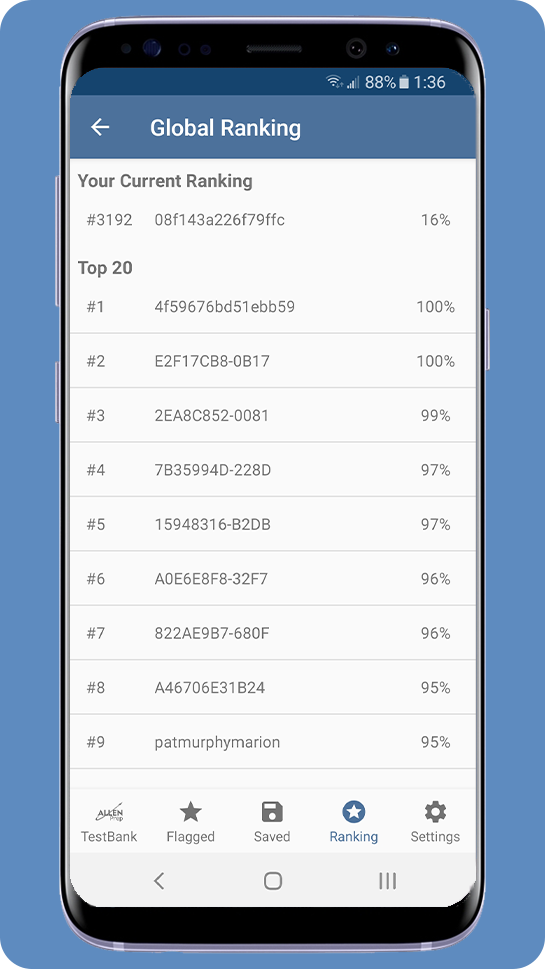 88% 1:36
Global Ranking
Your Current Ranking
#3192 08f143a226f79ffc 16%
Top 20
#1 4f59676bd51ebb59 100%
#2 E2F17CB8-0B17 100%
#3 2EA8C852-0081 99%
#4 7B35994D-228D 97%
#5 15948316-B2DB 97%
#6 A0E6E8F8-32F7 96%
#7 822AE9B7-680F 96%
#8 A46706E31B24 95%
#9 patmurphymarion 95%
ALLEN
Prep
TestBank Flagged Saved Ranking Settings